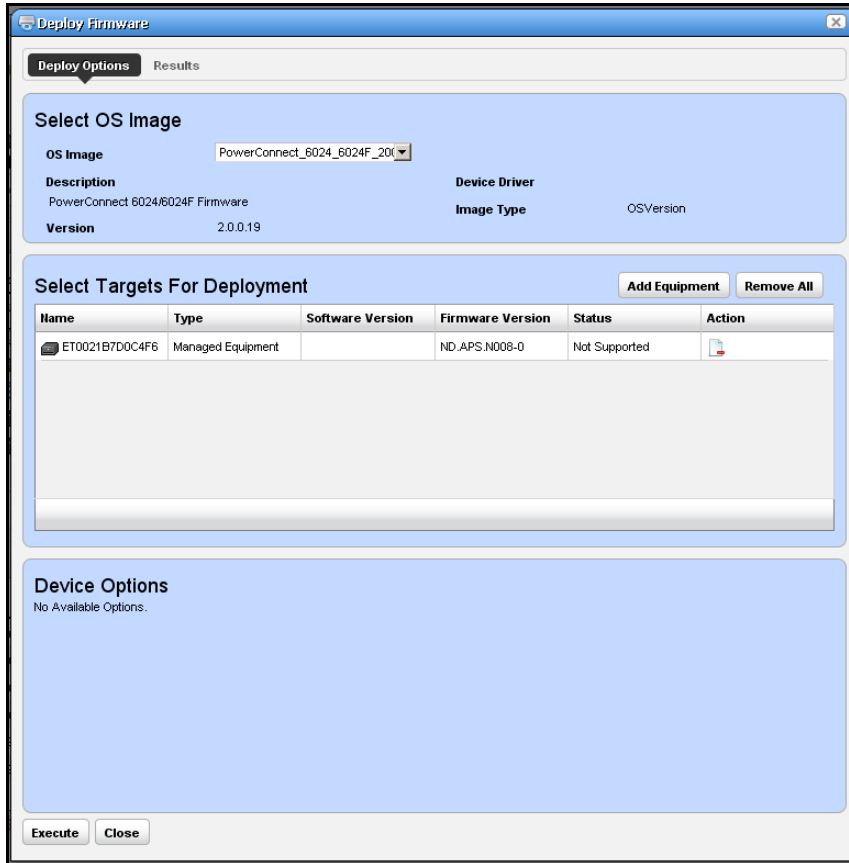 Deploy Firmware
Deploy Options Results
Select OS Image
OS Image PowerConnect_6024_6024F_200
Description Device Driver
PowerConnect 6024/6024F Firmware
Image Type OSVersion
Version 2.0.0.19
Select Targets For Deployment Add Equipment Remove All
Name Type Software Version Firmware Version Status Action
ET0021B7D0C4F6 Managed Equipment ND.APS.N008-0 Not Supported
Device Options
No Available Options.
Execute Close